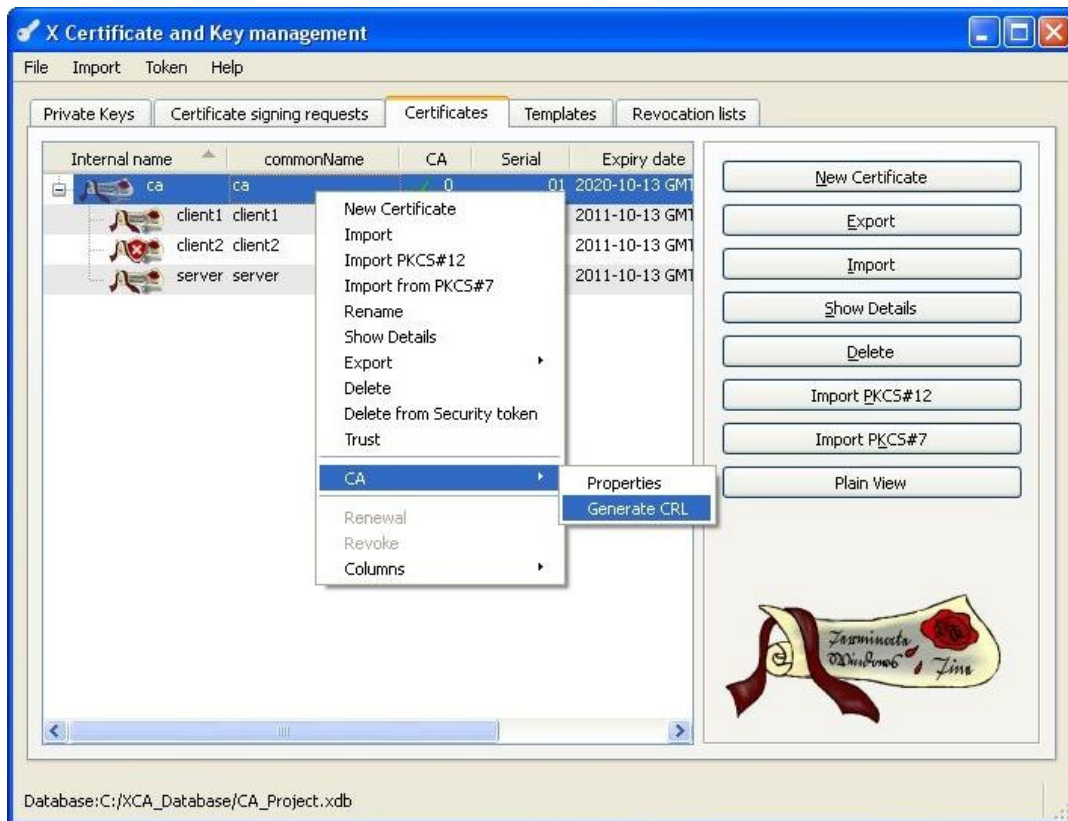 X Certificate and Key management
File Import Token Help
Private Keys Certificate signing requests Certificates Templates Revocation lists
Internal name commonName CA Serial Expiry date
ca ca 0 01 2020-10-13 GMT
client1 client1 2011-10-13 GMT
client2 client2 2011-10-13 GMT
server server 2011-10-13 GMT
New Certificate
Import
Import PKCS#12
Import from PKCS#7
Rename
Show Details
Export
Delete
Delete from Security token
Trust
CA
Renewal
Revoke
Columns
Properties
Generate CRL
New Certificate
Export
Import
Show Details
Delete
Import PKCS#12
Import PKCS#7
Plain View
Windows
Fine
Database:C:/XCA_Database/CA_Project.xdb